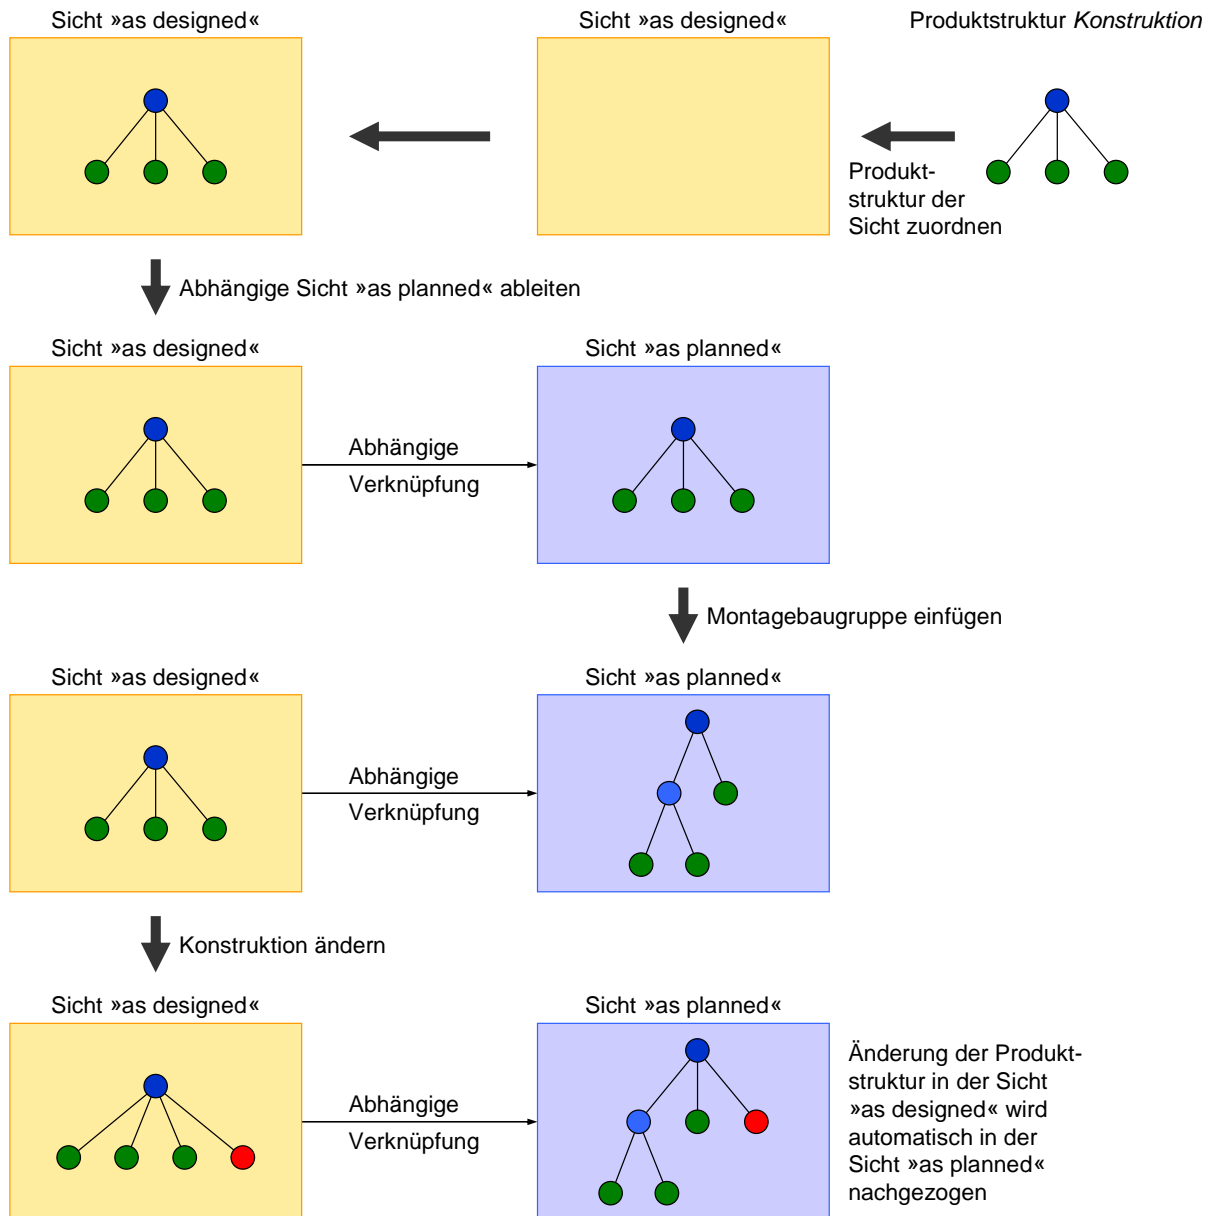 Sicht »as designed«
Sicht »as designed«
Produktstruktur Konstruktion
Produkt-
struktur der
Sicht zuordnen
Abhängige Sicht »as planned« ableiten
Sicht »as designed«
Sicht »as planned«
Abhängige
Verknüpfung
Montagebaugruppe einfügen
Sicht »as designed«
Sicht »as planned«
Abhängige
Verknüpfung
Konstruktion ändern
Sicht »as designed«
Sicht »as planned«
Abhängige
Verknüpfung
Änderung der Produkt-
struktur in der Sicht
»as designed« wird
automatisch in der
Sicht »as planned«
nachgezogen